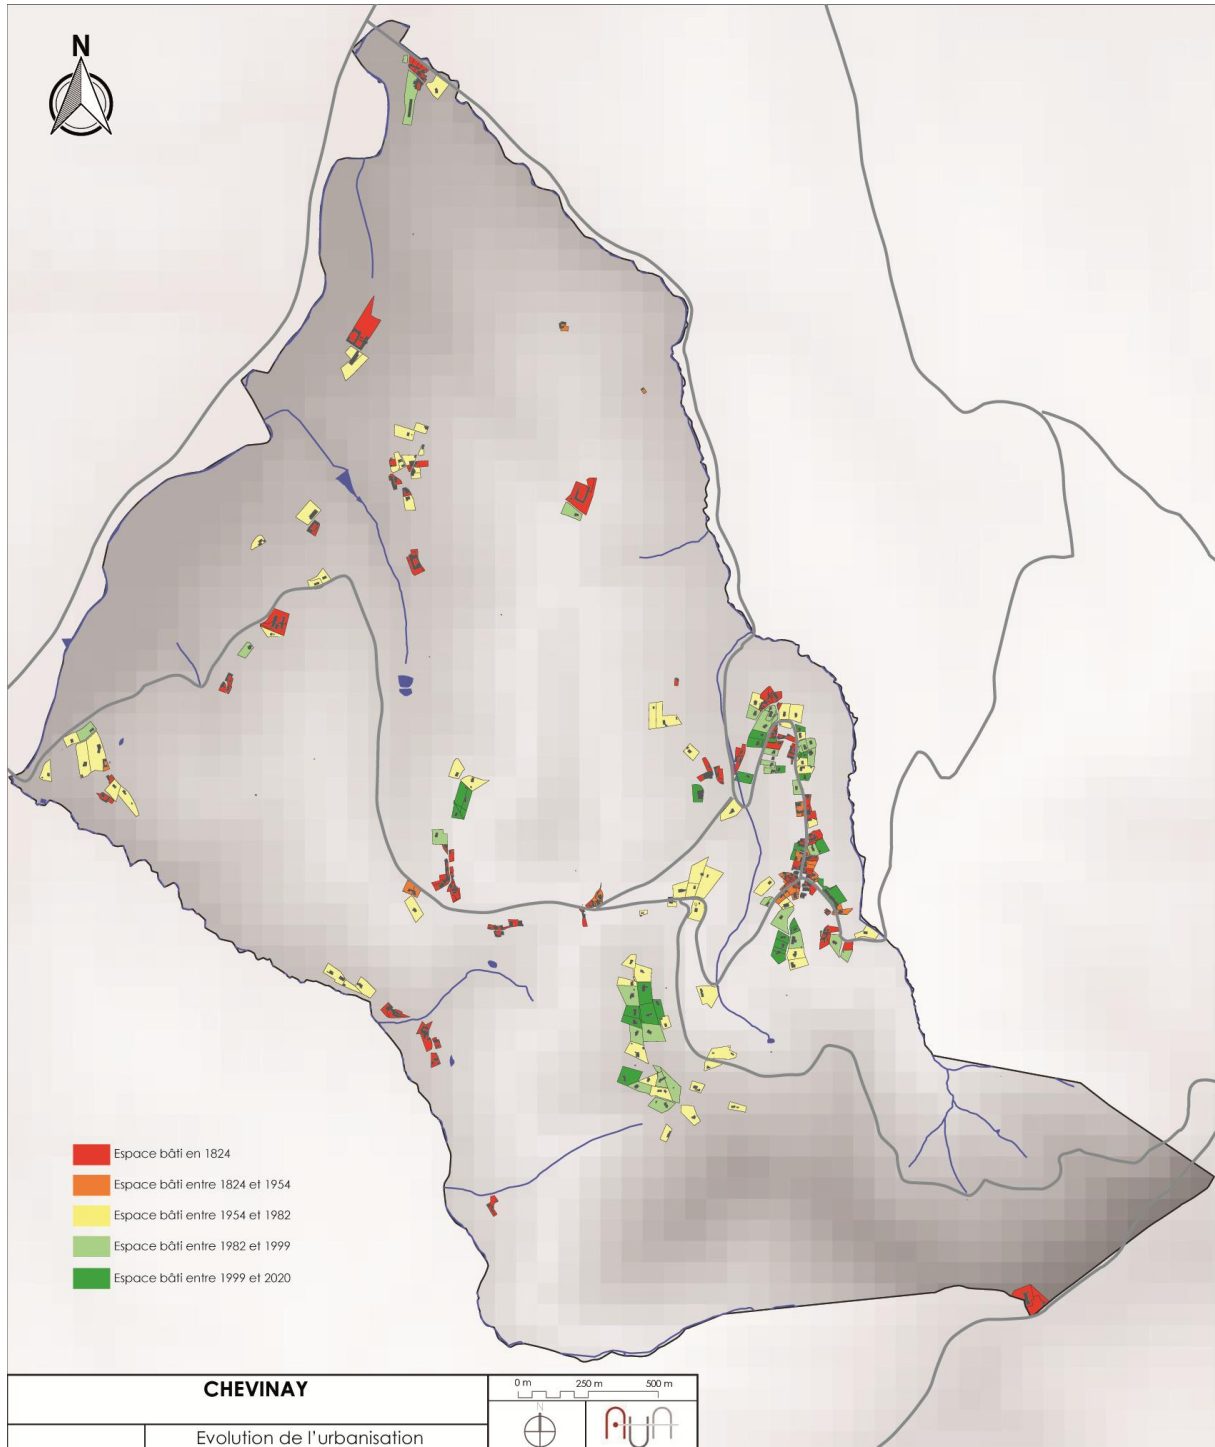 N
Espace bâti en 1824
Espace bâti entre 1824 et 1954
Espace bâti entre 1954 et 1982
Espace bâti entre 1982 et 1999
Espace bâti entre 1999 et 2020
CHEVINAY
0 m 250 m 500 m
N
AUA
Evolution de l'urbanisation